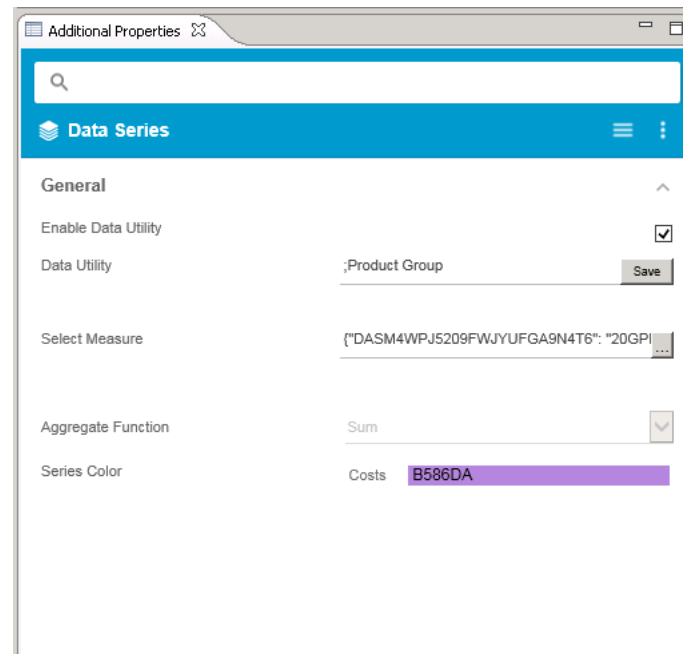 Additional Properties
Data Series
General
Enable Data Utility
Data Utility ;Product Group Save
Select Measure {"DASM4WPJ5209FWJYUFGA9N4T6": "20GPI ...
Aggregate Function Sum
Series Color Costs B586DA